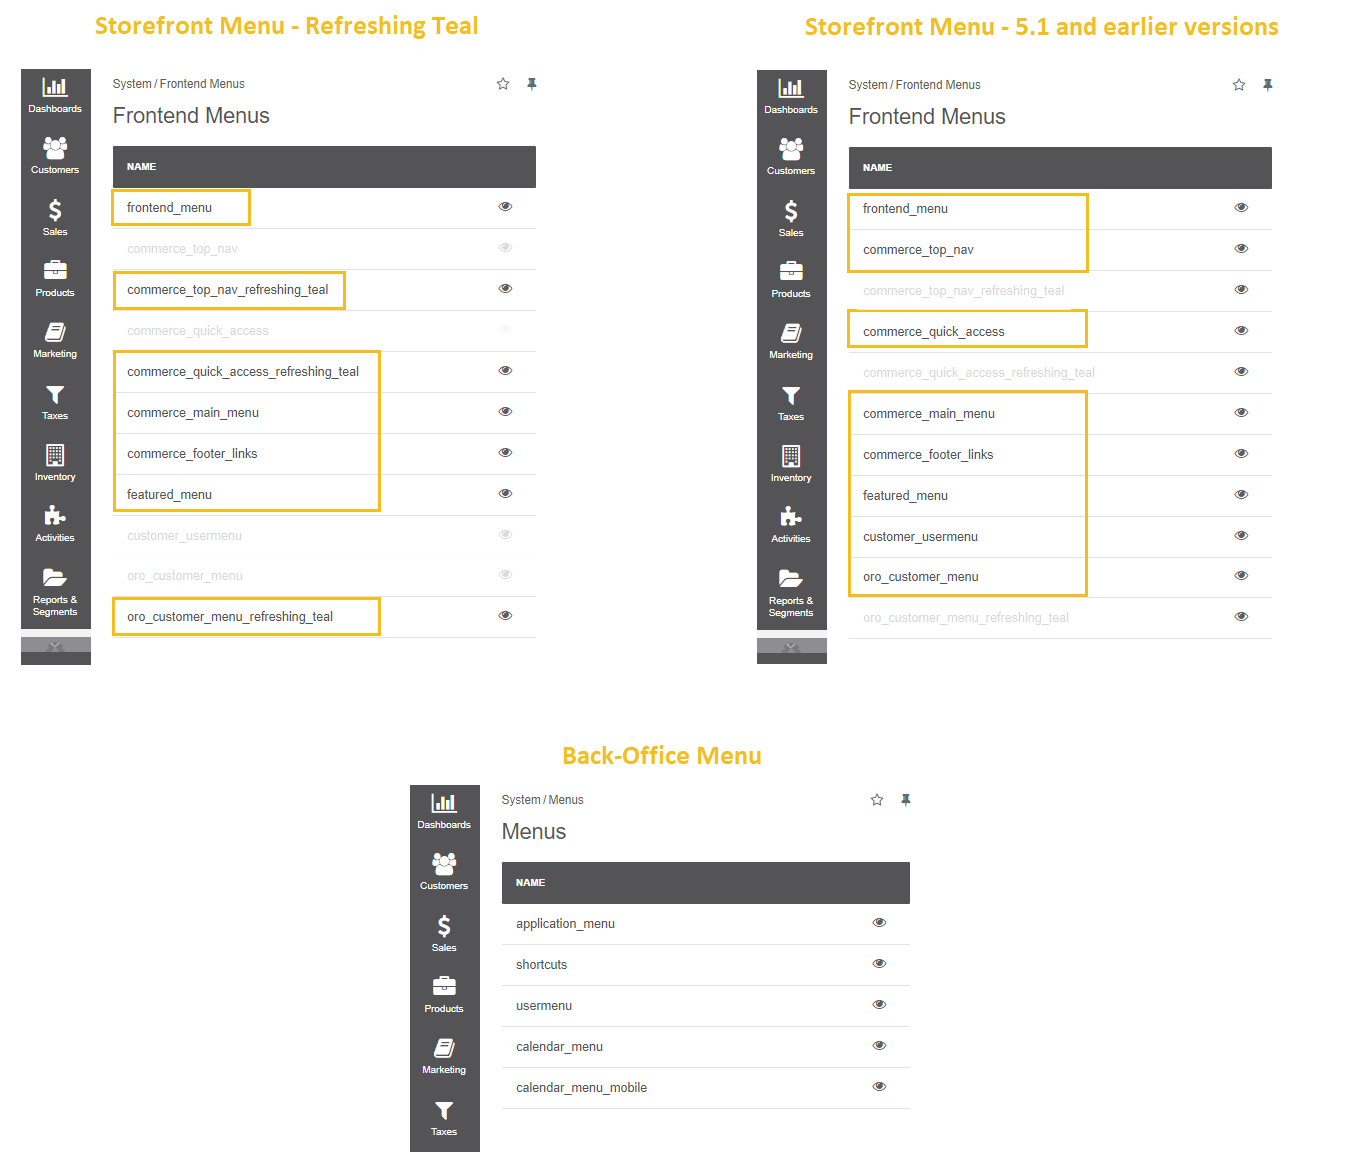 Storefront Menu - Refreshing Teal
Dashboards
Customers
Sales
Products
Marketing
Taxes
Inventory
Activities
Reports &
Segments
System / Frontend Menus
Frontend Menus
NAME
frontend_menu
commerce_top_nav
commerce_top_nav_refreshing_teal
commerce_quick_access
commerce_quick_access_refreshing_teal
commerce_main_menu
commerce_footer_links
featured_menu
customer_usermenu
oro_customer_menu
oro_customer_menu_refreshing_teal
Storefront Menu - 5.1 and earlier versions
Dashboards
Customers
Sales
Products
Marketing
Taxes
Inventory
Activities
Reports &
Segments
System / Frontend Menus
Frontend Menus
NAME
frontend_menu
commerce_top_nav
commerce_top_nav_refreshing_teal
commerce_quick_access
commerce_quick_access_refreshing_teal
commerce_main_menu
commerce_footer_links
featured_menu
customer_usermenu
oro_customer_menu
oro_customer_menu_refreshing_teal
Back-Office Menu
Dashboards
Customers
Sales
Products
Marketing
Taxes
System / Menus
Menus
NAME
application_menu
shortcuts
usermenu
calendar_menu
calendar_menu_mobile